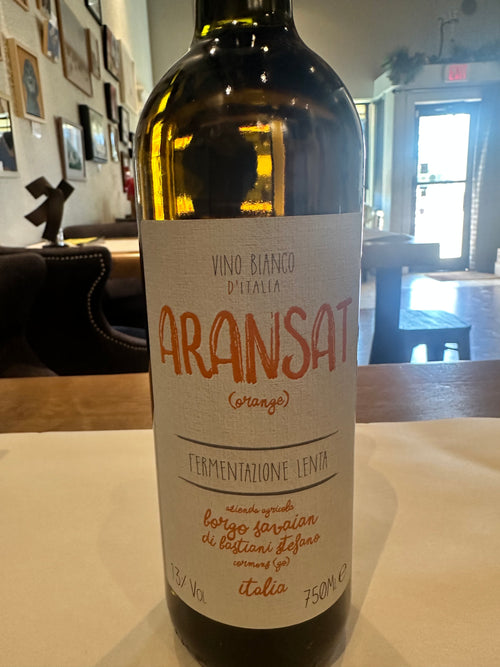 VINO BIANCO
D'ITALIA
ARANSAT
(orange)
FERMENTAZIONE LENTA
azienda agricola
borgo savaian
di bastiani stefano
cormons (go)
italia
13% VOL
750ML e
EXIT